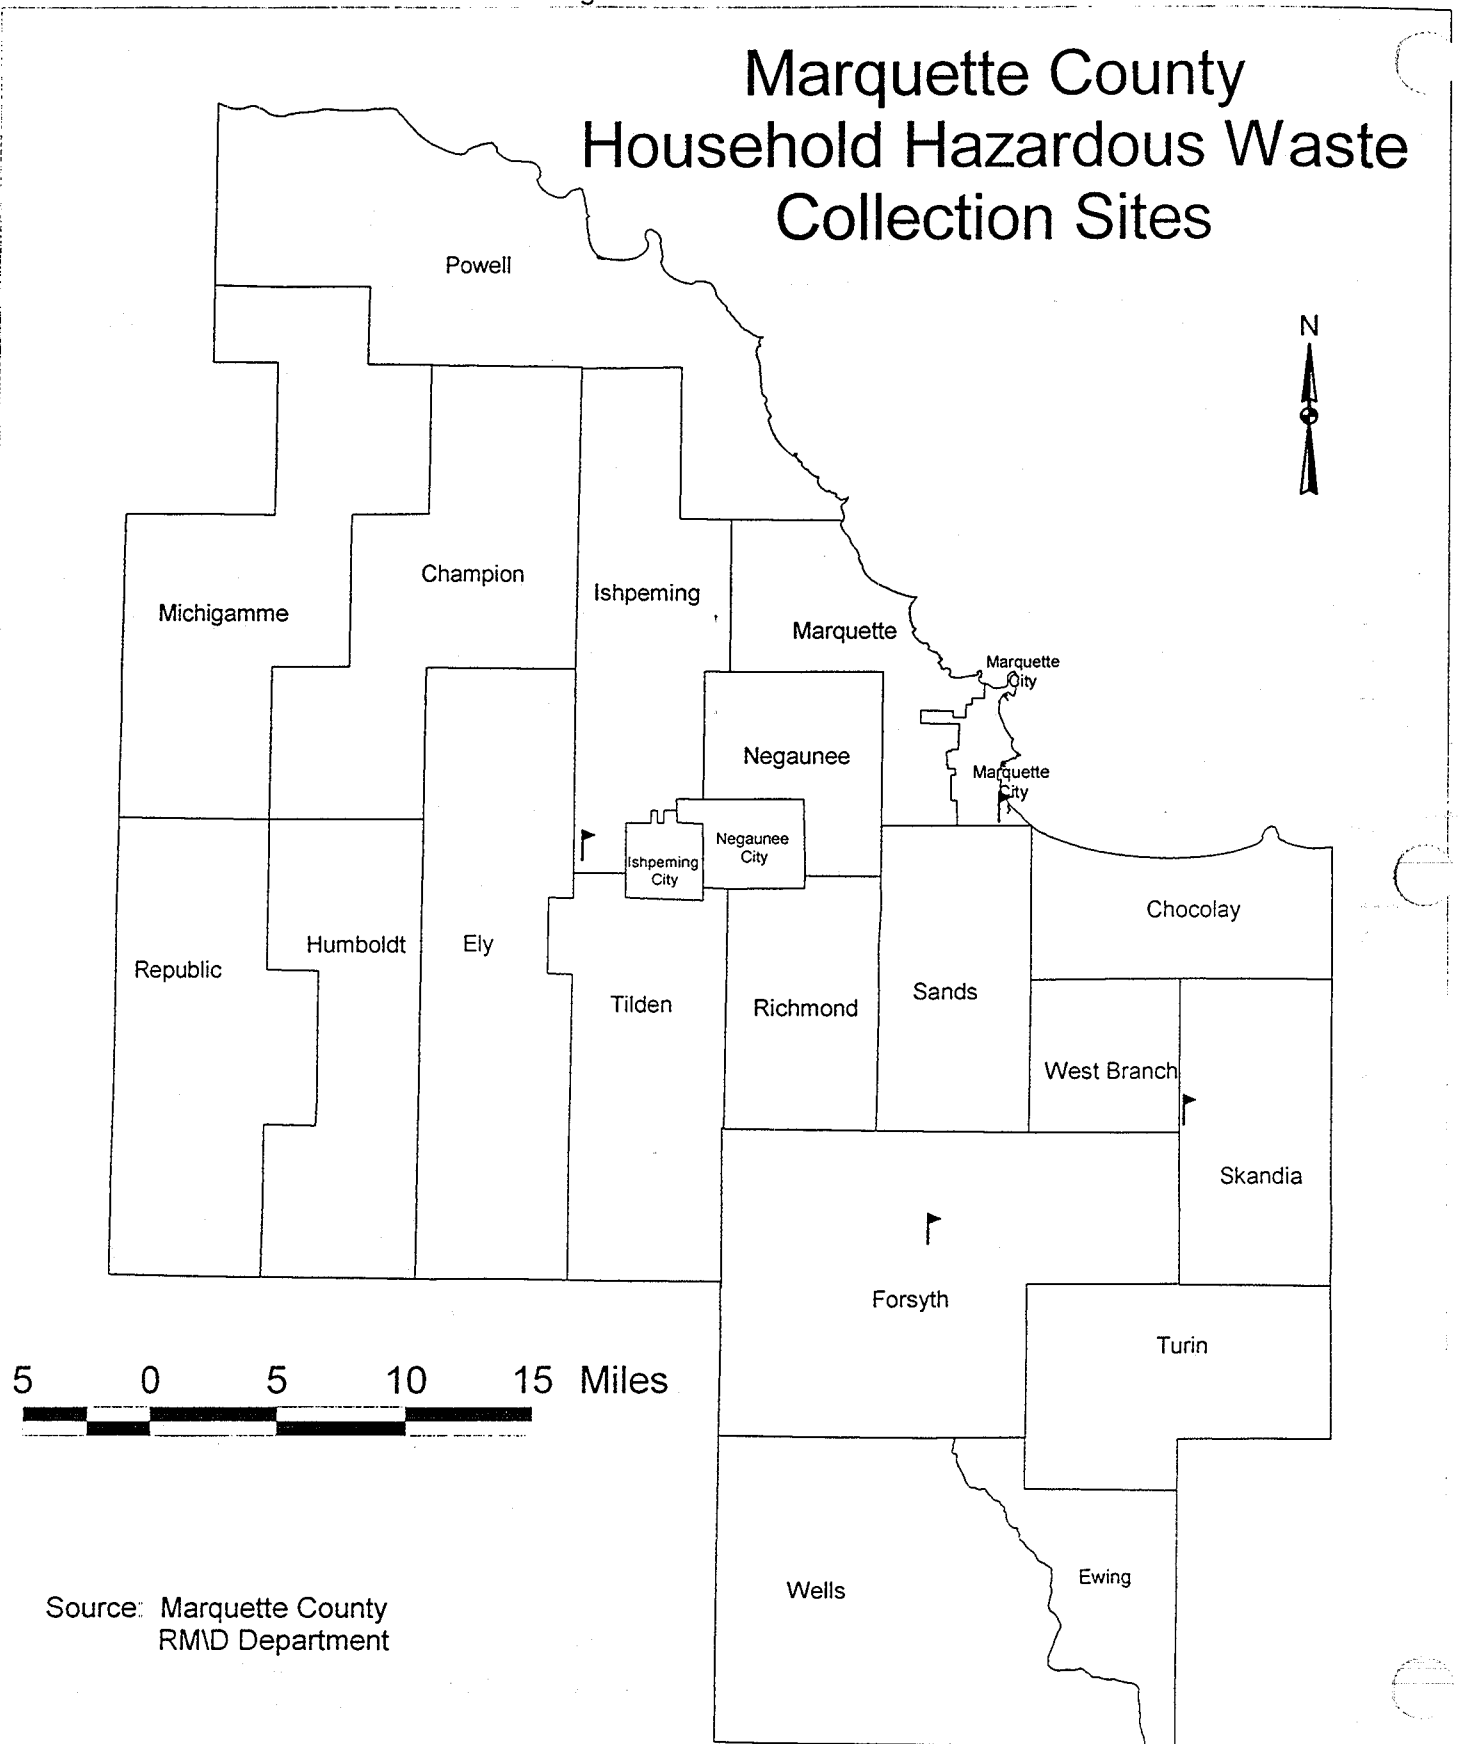 Marquette County
Household Hazardous Waste
Collection Sites
N
Powell
Champion
Ishpeming
Michigamme
Marquette
Marquette
City
Negaunee
Marquette
City
Negaunee
City
Ishpeming
City
Chocolay
Humboldt
Ely
Republic
Sands
Tilden
Richmond
West Branch
Skandia
Forsyth
Turin
5 0 5 10 15 Miles
Ewing
Wells
Source: Marquette County
RM\D Department